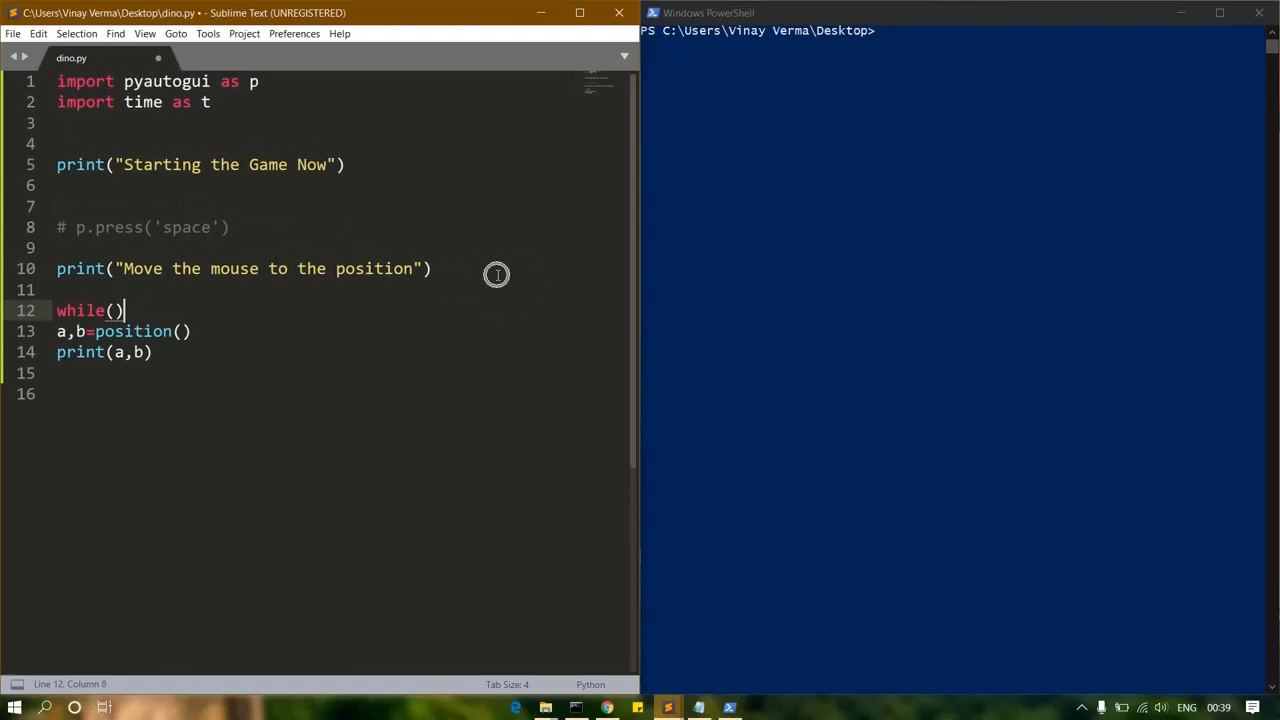 C:\Users\Vinay Verma\Desktop\dino.py • - Sublime Text (UNREGISTERED)
File Edit Selection Find View Goto Tools Project Preferences Help
dino.py
1 import pyautogui as p
2 import time as t
3
4
5 print("Starting the Game Now")
6
7
8 # p.press('space')
9
10 print("Move the mouse to the position")
11
12 while()
13 a,b=position()
14 print(a,b)
15
16
Line 12, Column 8 Tab Size: 4 Python
Windows PowerShell
PS C:\Users\Vinay Verma\Desktop>
ENG 00:39